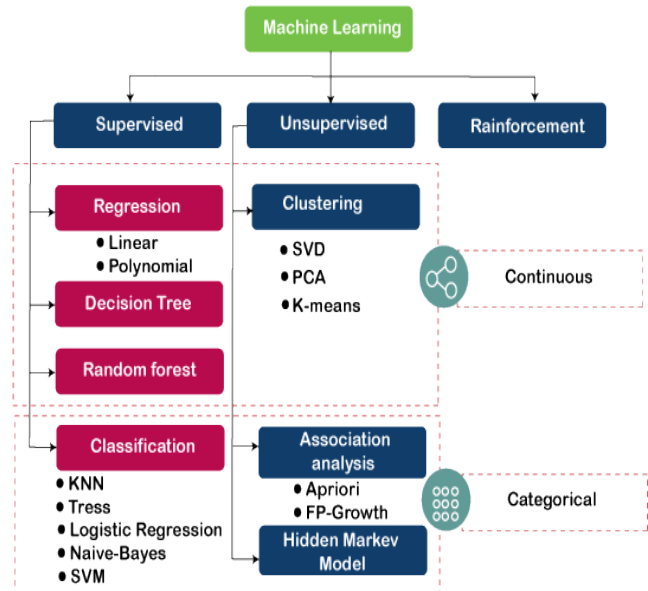 Machine Learning
Supervised
Unsupervised
Rainforcement
Regression
Linear
Polynomial
Decision Tree
Random forest
Clustering
SVD
PCA
K-means
Continuous
Classification
KNN
Tress
Logistic Regression
Naive-Bayes
SVM
Association
analysis
Apriori
FP-Growth
Hidden Markev
Model
Categorical